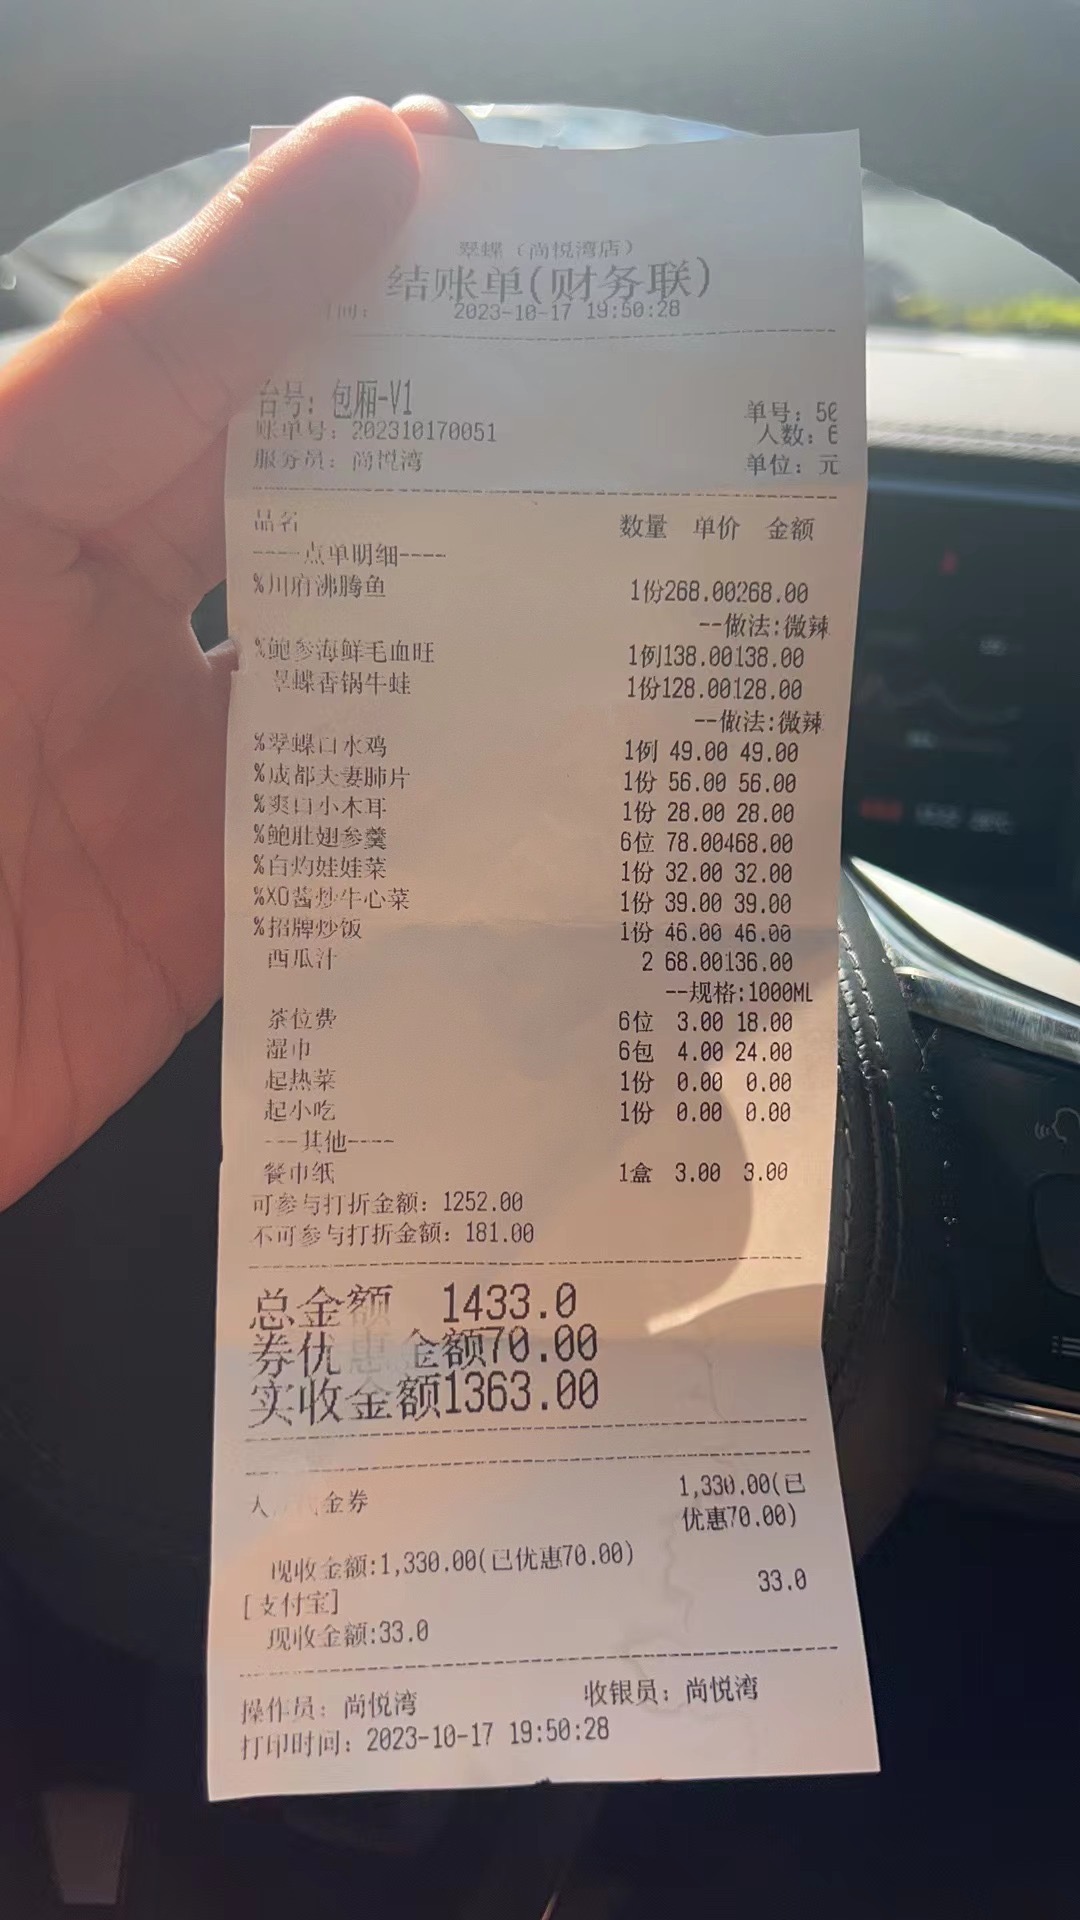 翠蝶（尚悦湾店）
结账单(财务联)
时间： 2023-10-17 19:50:28
台号: 包厢-V1
单号: 50
账单号: 202310170051
人数: 6
服务员: 尚悦湾
单位: 元
品名 数量 单价 金额
----点单明细----
%川府沸腾鱼 1份268.00268.00
--做法:微辣
%鲍参海鲜毛血旺 1例138.00138.00
翠蝶香锅牛蛙 1份128.00128.00
--做法:微辣
%翠蝶口水鸡 1例 49.00 49.00
%成都夫妻肺片 1份 56.00 56.00
%爽口小木耳 1份 28.00 28.00
%鲍肚翅参羹 6位 78.00468.00
%白灼娃娃菜 1份 32.00 32.00
%XO酱炒牛心菜 1份 39.00 39.00
%招牌炒饭 1份 46.00 46.00
西瓜汁 2 68.00136.00
--规格:1000ML
茶位费 6位 3.00 18.00
湿巾 6包 4.00 24.00
起热菜 1份 0.00 0.00
起小吃 1份 0.00 0.00
---其他----
餐巾纸 1盒 3.00 3.00
可参与打折金额: 1252.00
不可参与打折金额: 181.00
总金额 1433.0
券优惠金额70.00
实收金额1363.00
金券 1,330.00(已
优惠70.00)
现收金额:1,330.00(已优惠70.00)
[支付宝] 33.0
现收金额:33.0
操作员: 尚悦湾 收银员: 尚悦湾
打印时间: 2023-10-17 19:50:28